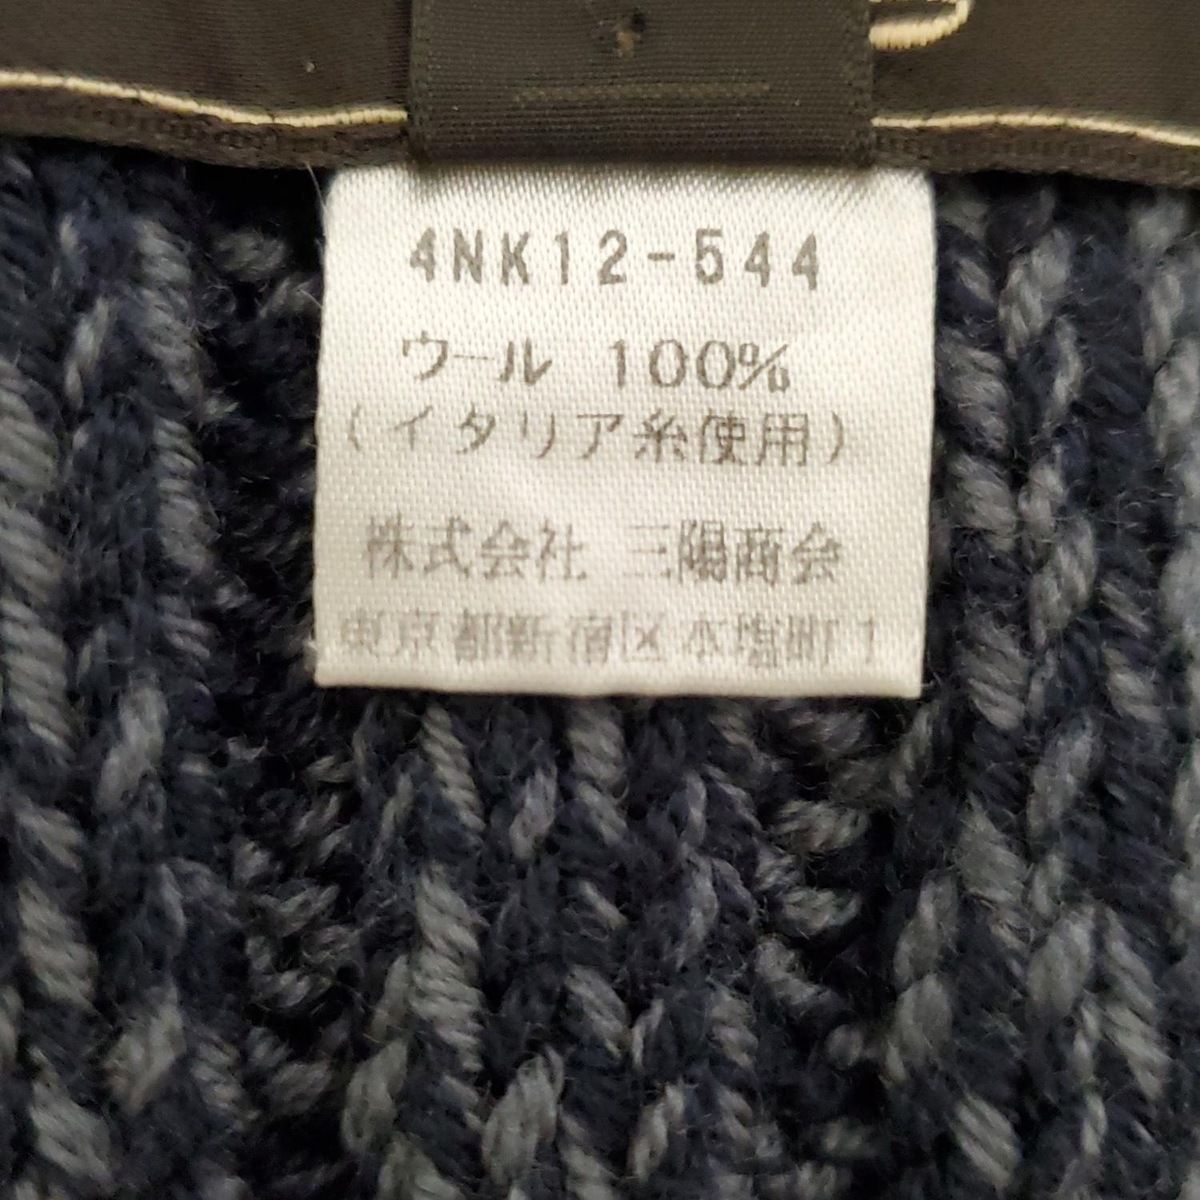 4NK12-544
ウール 100%
(イタリア糸使用)
株式会社 三陽商会
東京都新宿区本塩町1